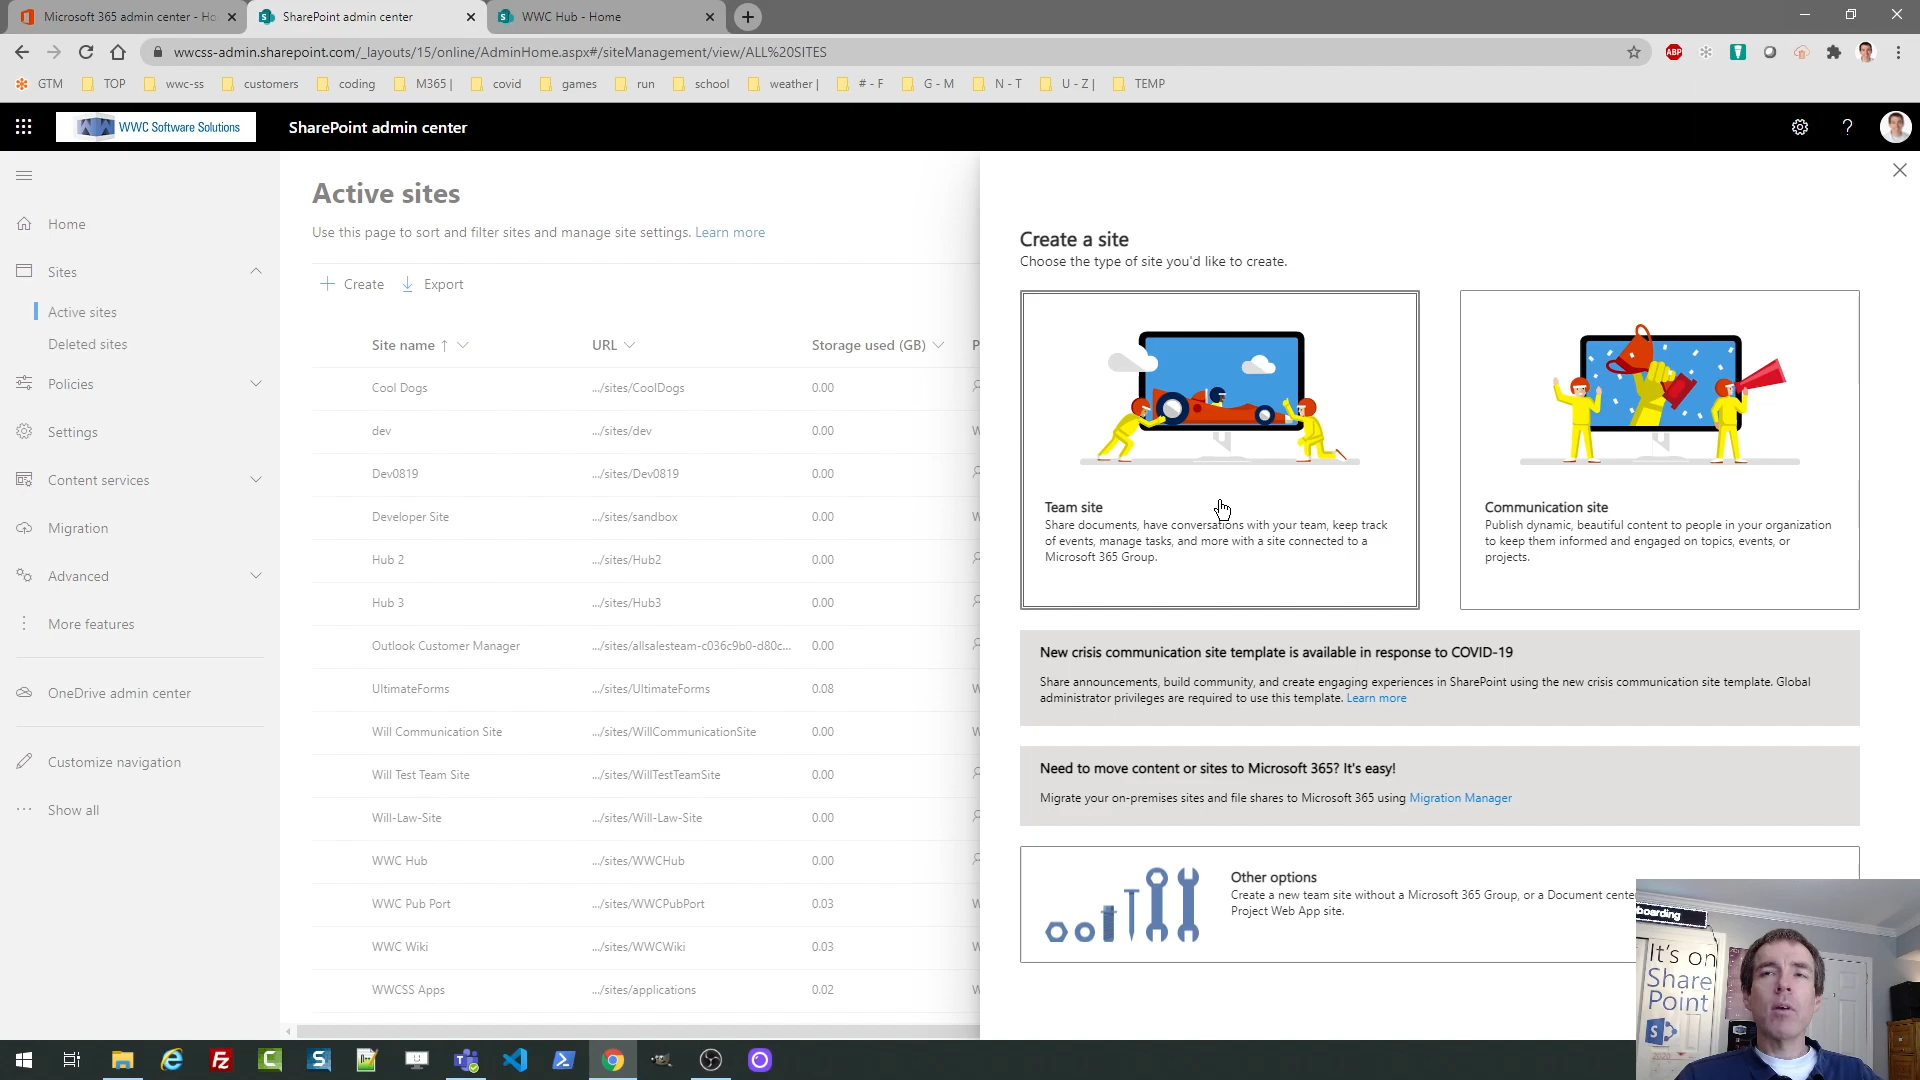 Microsoft 365 admin center - Ho
SharePoint admin center
WWC Hub - Home
wwcss-admin.sharepoint.com/_layouts/15/online/AdminHome.aspx#/siteManagement/view/ALL%20SITES
ABP
GTM TOP wwc-ss customers coding M365 | covid games run school weather | # - F G - M N - T U - Z | TEMP
WWC Software Solutions
SharePoint admin center
Home
Sites
Active sites
Deleted sites
Policies
Settings
Content services
Migration
Advanced
More features
OneDrive admin center
Customize navigation
Show all
Active sites
Use this page to sort and filter sites and manage site settings. Learn more
Create Export
Site name ↑ URL Storage used (GB) P
Cool Dogs .../sites/CoolDogs 0.00
dev .../sites/dev 0.00 W
Dev0819 .../sites/Dev0819 0.00
Developer Site .../sites/sandbox 0.00 W
Hub 2 .../sites/Hub2 0.00
Hub 3 .../sites/Hub3 0.00
Outlook Customer Manager .../sites/allsalesteam-c036c9b0-d80c... 0.00
UltimateForms .../sites/UltimateForms 0.08 W
Will Communication Site .../sites/WillCommunicationSite 0.00 W
Will Test Team Site .../sites/WillTestTeamSite 0.00
Will-Law-Site .../sites/Will-Law-Site 0.00
WWC Hub .../sites/WWCHub 0.00
WWC Pub Port .../sites/WWCPubPort 0.03 W
WWC Wiki .../sites/WWCWiki 0.03 W
WWCSS Apps .../sites/applications 0.02 W
Create a site
Choose the type of site you'd like to create.
Team site
Share documents, have conversations with your team, keep track
of events, manage tasks, and more with a site connected to a
Microsoft 365 Group.
Communication site
Publish dynamic, beautiful content to people in your organization
to keep them informed and engaged on topics, events, or
projects.
New crisis communication site template is available in response to COVID-19
Share announcements, build community, and create engaging experiences in SharePoint using the new crisis communication site template. Global
administrator privileges are required to use this template. Learn more
Need to move content or sites to Microsoft 365? It's easy!
Migrate your on-premises sites and file shares to Microsoft 365 using Migration Manager
Other options
Create a new team site without a Microsoft 365 Group, or a Document cente
Project Web App site.
boarding
It's on
Share
Point
2020